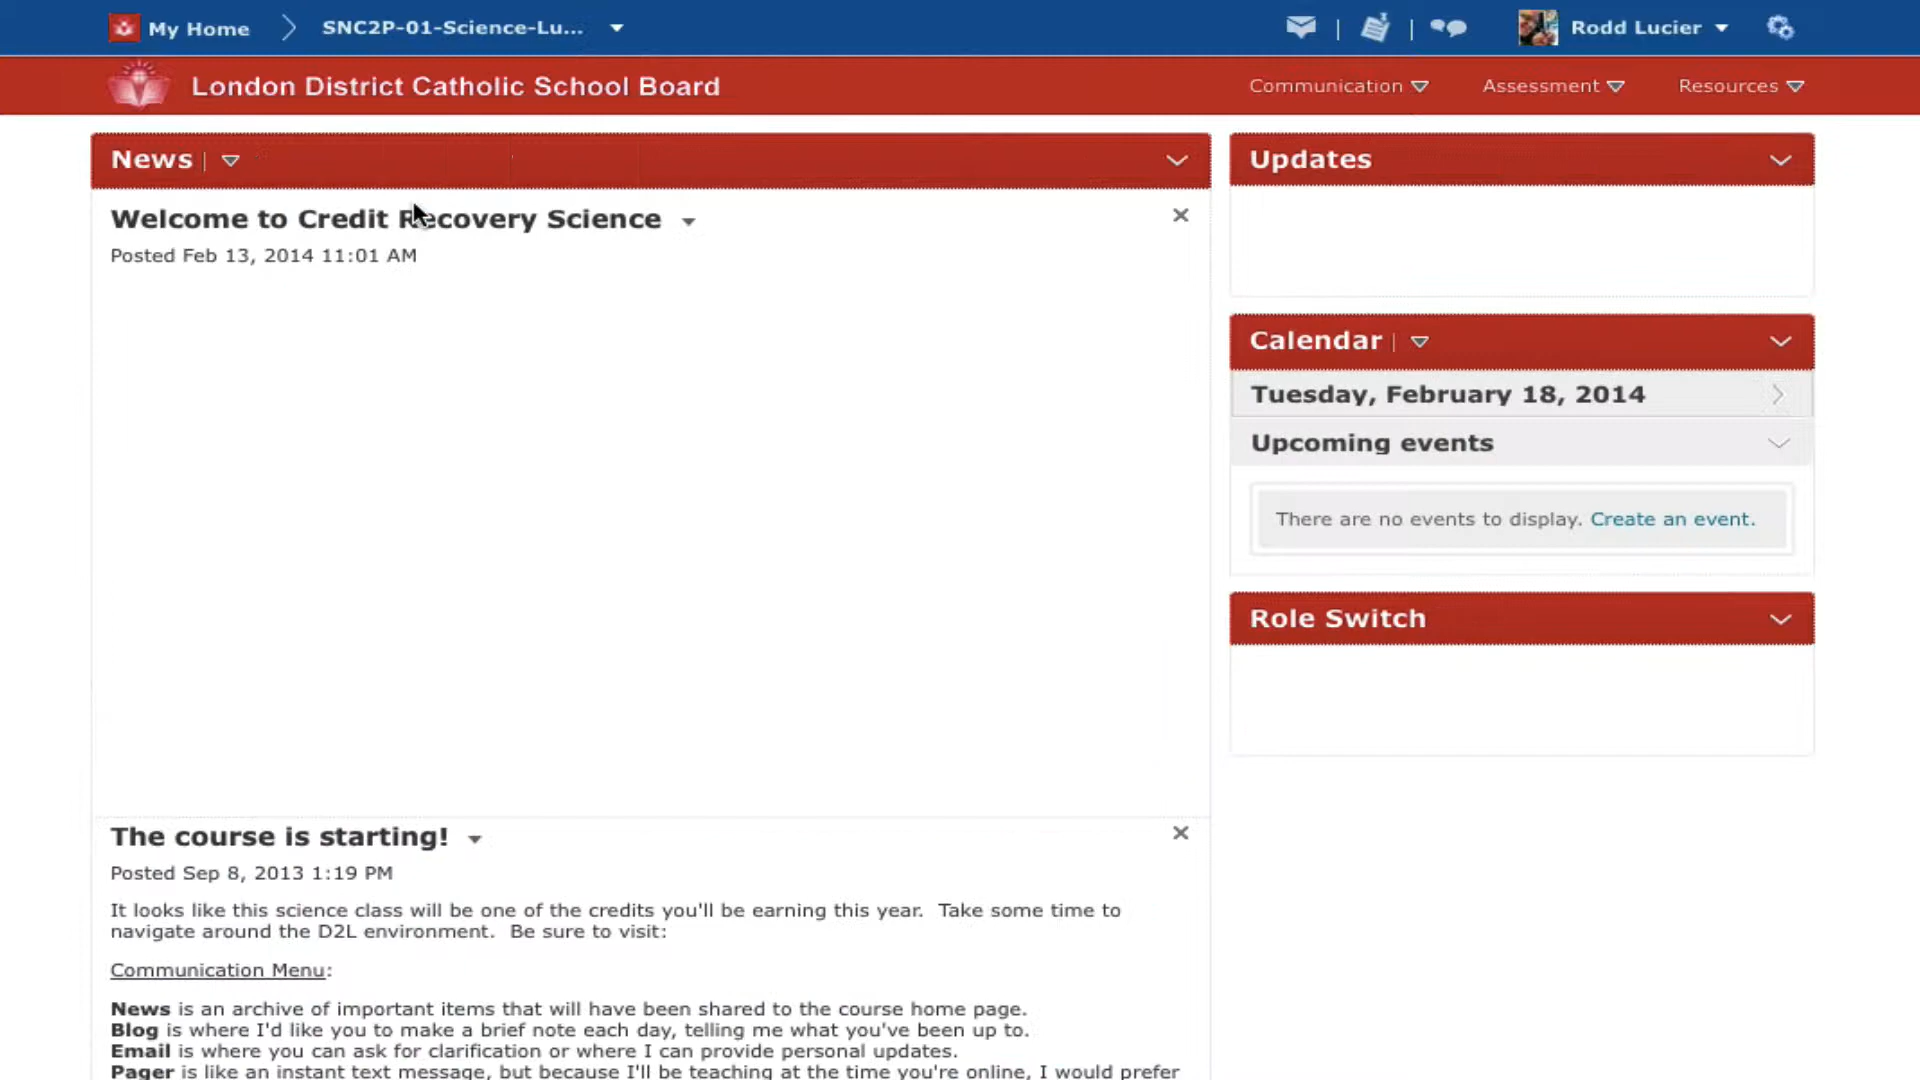 My Home
SNC2P-01-Science-Lu...
Rodd Lucier
London District Catholic School Board
Communication
Assessment
Resources
News
Welcome to Credit Recovery Science
Posted Feb 13, 2014 11:01 AM
The course is starting!
Posted Sep 8, 2013 1:19 PM
It looks like this science class will be one of the credits you'll be earning this year.  Take some time to
navigate around the D2L environment.  Be sure to visit:
Communication Menu:
News is an archive of important items that will have been shared to the course home page.
Blog is where I'd like you to make a brief note each day, telling me what you've been up to.
Email is where you can ask for clarification or where I can provide personal updates.
Pager is like an instant text message, but because I'll be teaching at the time you're online, I would prefer
Updates
Calendar
Tuesday, February 18, 2014
Upcoming events
There are no events to display. Create an event.
Role Switch